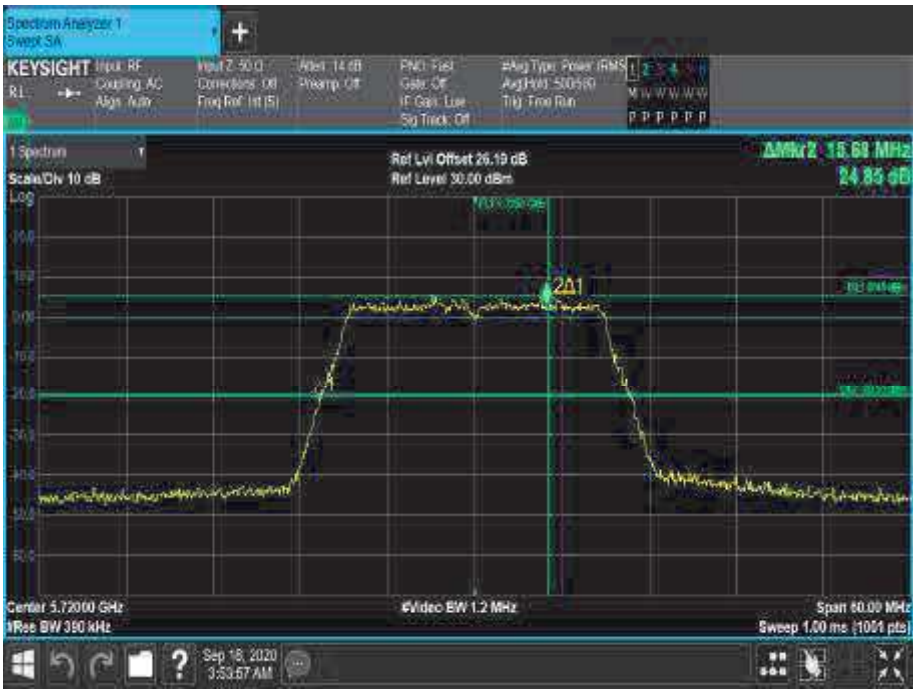 Spectrum Analyzer 1
Swept SA
+
KEYSIGHT Input: RF
RL
Coupling: AC
Align: Auto
Input Z: 50 Ω
Corrections: Off
Freq Ref: Int (S)
Atten: 14 dB
Preamp: Off
PNO: Fast
Gate: Off
IF Gain: Low
Sig Track: Off
#Avg Type: Power (RMS
Avg|Hold: 500/500
Trig: Free Run
1 2 3 4 5 6
M W W W W W
P P P P P P
1 Spectrum
Scale/Div 10 dB
Log
Ref Lvl Offset 26.19 dB
Ref Level 30.00 dBm
ΔMkr2 15.68 MHz
24.85 dB
2Δ1
Center 5.72000 GHz
#Res BW 390 kHz
#Video BW 1.2 MHz
Span 60.00 MHz
Sweep 1.00 ms (1001 pts)
?
Sep 18, 2020
3:53:57 AM